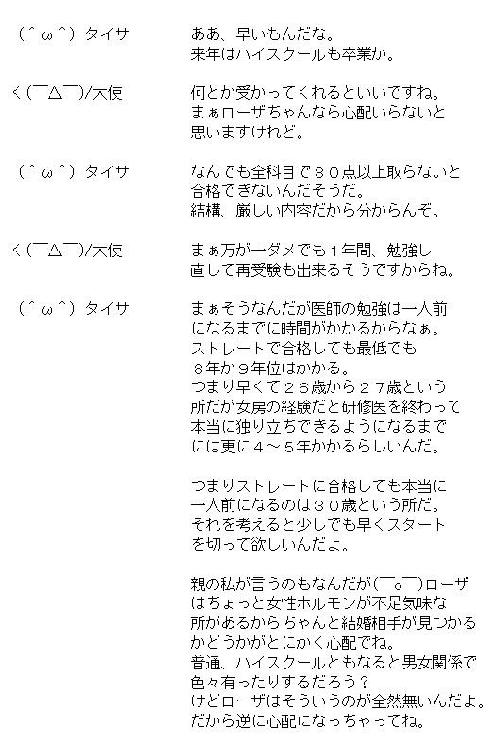 (＾ω＾) タイサ　ああ、早いもんだな。
来年はハイスクールも卒業か。
く(￣△￣)/大使　何とか受かってくれるといいですね。
まぁローザちゃんなら心配いらないと
思いますけれど。
(＾ω＾) タイサ　なんでも全科目で８０点以上取らないと
合格できないんだそうだ。
結構、厳しい内容だから分からんぞ、
く(￣△￣)/大使　まぁ万が一ダメでも１年間、勉強し
直して再受験も出来るそうですからね。
(＾ω＾) タイサ　まぁそうなんだが医師の勉強は一人前
になるまでに時間がかかるからなぁ。
ストレートで合格しても最低でも
８年か９年位はかかる。
つまり早くて２６歳から２７歳という
所だが女房の経験だと研修医を終わって
本当に独り立ちできるようになるまで
にには更に４～５年かかるらしいんだ。
つまりストレートに合格しても本当に
一人前になるのは３０歳という所だ。
それを考えると少しでも早くスタート
を切って欲しいんだよ。
親の私が言うのもなんだが(￣o￣)ローザ
はちょっと女性ホルモンが不足気味な
所があるからちゃんと結婚相手が見つかる
かどうかがとにかく心配でね。
普通、ハイスクールともなると男女関係で
色々有ったりするだろう？
けどローザはそういうのが全然無いんだよ。
だから逆に心配になっちゃってね。